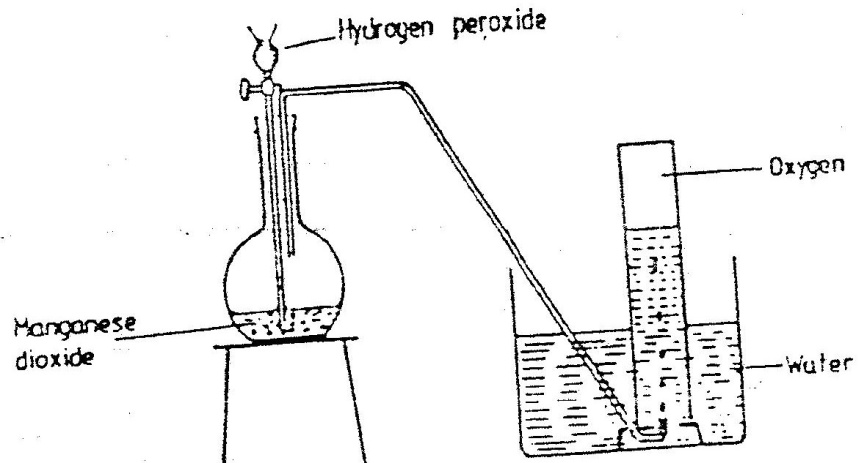 Hydrogen peroxide
Oxygen
Manganese
dioxide
Water